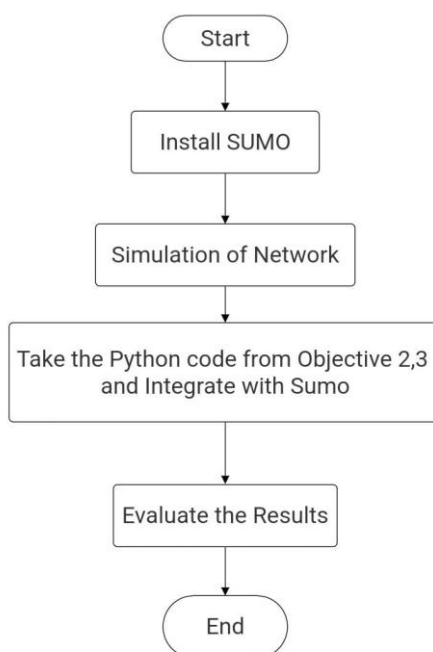 Start
Install SUMO
Simulation of Network
Take the Python code from Objective 2,3
and Integrate with Sumo
Evaluate the Results
End